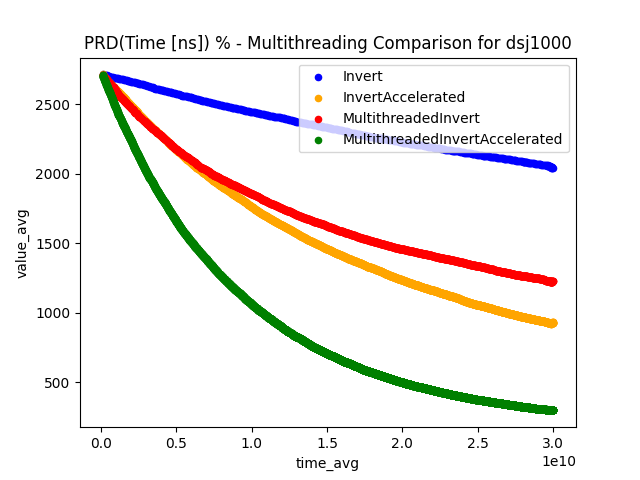 PRD(Time [ns]) % - Multithreading Comparison for dsj1000
Invert
InvertAccelerated
MultithreadedInvert
MultithreadedInvertAccelerated
value_avg
2500
2000
1500
1000
500
0.0 0.5 1.0 1.5 2.0 2.5 3.0
1e10
time_avg